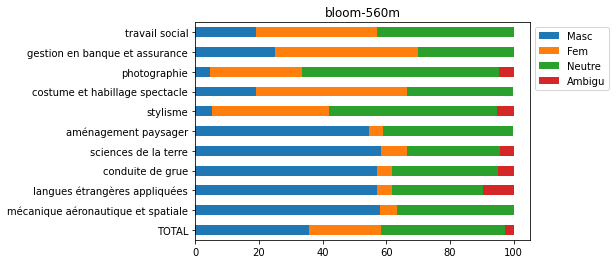 bloom-560m
travail social
gestion en banque et assurance
photographie
costume et habillage spectacle
stylisme
aménagement paysager
sciences de la terre
conduite de grue
langues étrangères appliquées
mécanique aéronautique et spatiale
TOTAL
0 20 40 60 80 100
Masc
Fem
Neutre
Ambigu